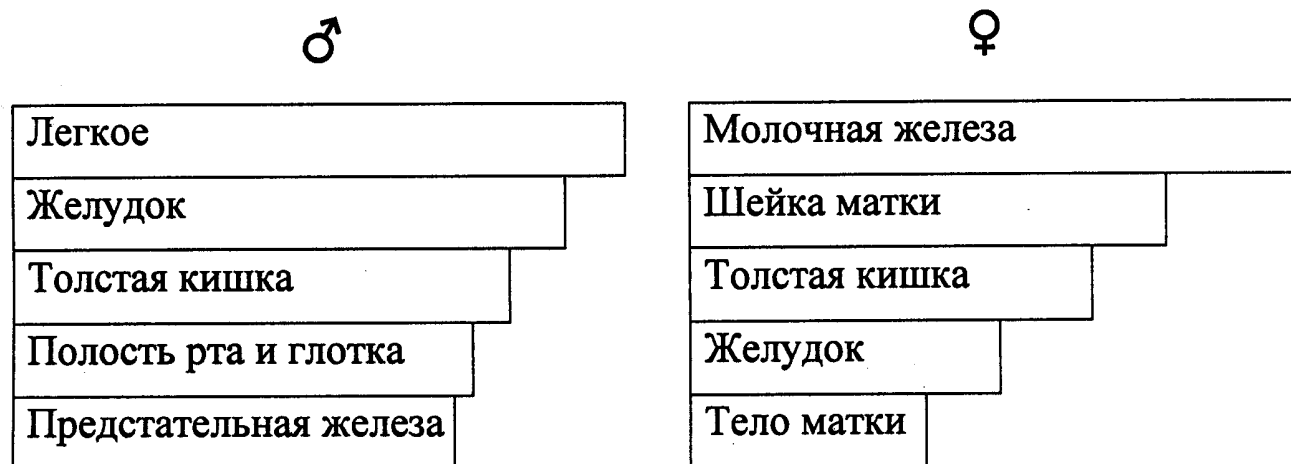 ♂
Легкое
Желудок
Толстая кишка
Полость рта и глотка
Предстательная железа
♀
Молочная железа
Шейка матки
Толстая кишка
Желудок
Тело матки